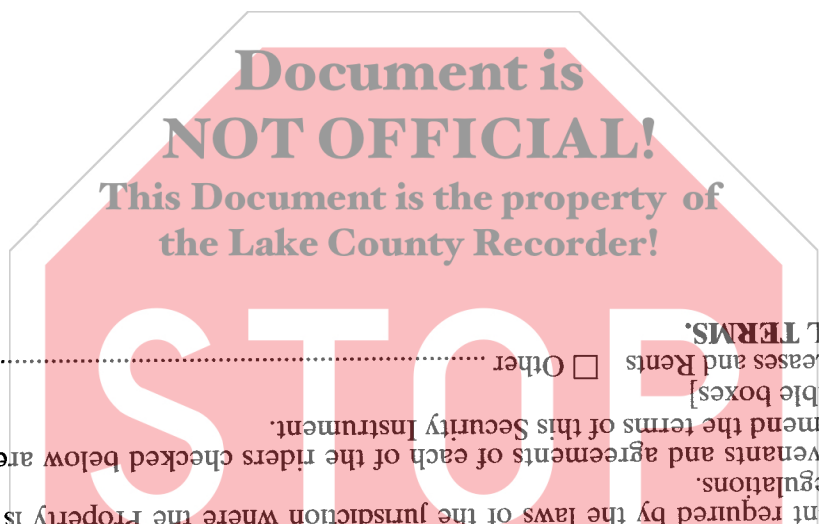 Document is
NOT OFFICIAL!
This Document is the property of
the Lake County Recorder!
STOP
nt required by the laws of the jurisdiction where the Property is
egulations.
venants and agreements of each of the riders checked below are
mend the terms of this Security Instrument.
ble boxes]
eases and Rents ☐ Other ..........
L TERMS.